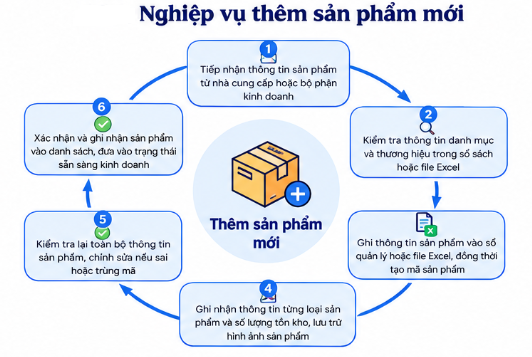 Nghiệp vụ thêm sản phẩm mới
1
Tiếp nhận thông tin sản phẩm
từ nhà cung cấp hoặc bộ phận
kinh doanh
2
Kiểm tra thông tin danh mục
và thương hiệu trong sổ sách
hoặc file Excel
Ghi thông tin sản phẩm vào sổ
quản lý hoặc file Excel, đồng thời
tạo mã sản phẩm
4
Ghi nhận thông tin từng loại sản
phẩm và số lượng tồn kho, lưu trữ
hình ảnh sản phẩm
5
Kiểm tra lại toàn bộ thông tin
sản phẩm, chỉnh sửa nếu sai
hoặc trùng mã
6
Xác nhận và ghi nhận sản phẩm
vào danh sách, đưa vào trạng thái
sẵn sàng kinh doanh
Thêm sản phẩm
mới